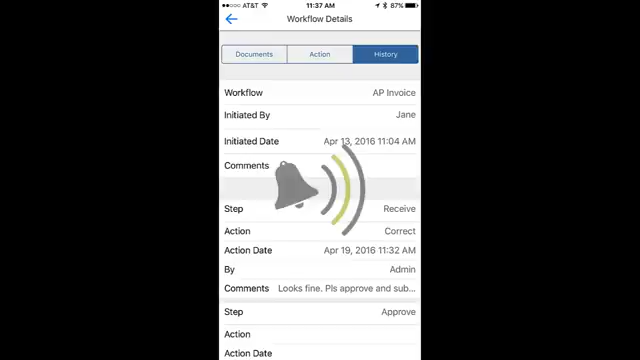 AT&T 11:37 AM 87%
Workflow Details
Documents Action History
Workflow AP Invoice
Initiated By Jane
Initiated Date Apr 13, 2016 11:04 AM
Comments
Step Receive
Action Correct
Action Date Apr 19, 2016 11:32 AM
By Admin
Comments Looks fine. Pls approve and sub...
Step Approve
Action
Action Date